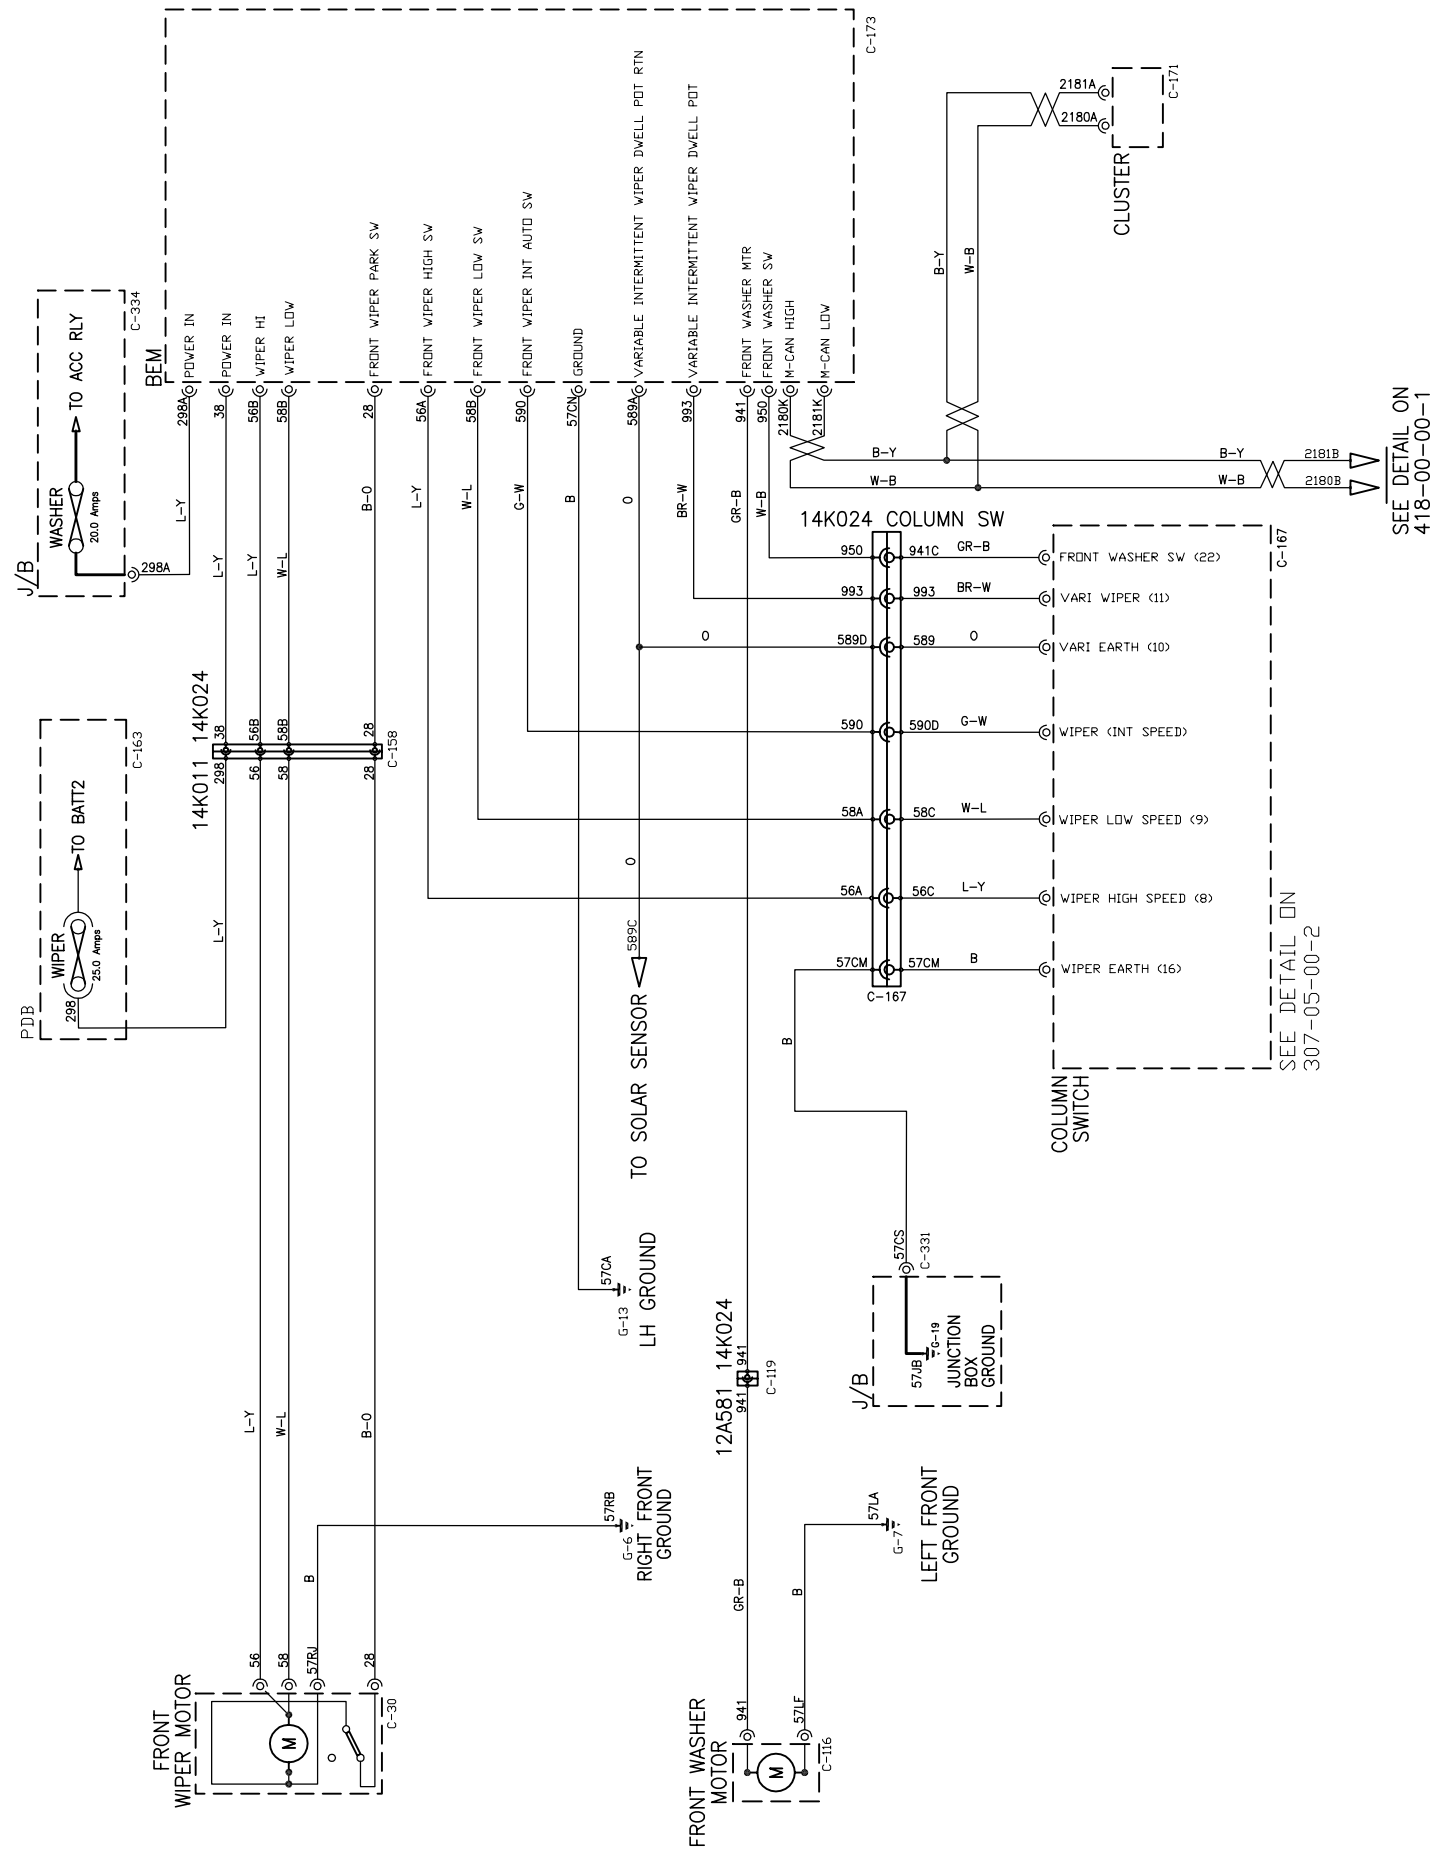 J/B
WASHER
20.0 Amps
TO ACC RLY
C-334
298A
L-Y
PDB
WIPER
25.0 Amps
TO BATT2
C-163
298
L-Y
BEM
C-173
POWER IN
POWER IN
WIPER HI
WIPER LOW
FRONT WIPER PARK SW
FRONT WIPER HIGH SW
FRONT WIPER LOW SW
FRONT WIPER INT AUTO SW
GROUND
VARIABLE INTERMITTENT WIPER DWELL POT RTN
VARIABLE INTERMITTENT WIPER DWELL POT
FRONT WASHER MTR
FRONT WASHER SW
M-CAN HIGH
M-CAN LOW
298A
38
56B
58B
28
56A
58B
590
57CN
589A
993
941
950
2180K
2181K
L-Y
L-Y
W-L
B-O
L-Y
W-L
G-W
B
O
BR-W
GR-B
W-B
14K011 14K024
298 38
56 56B
58 58B
28 28
C-158
B-Y
W-B
B-Y
W-B
2181A
2180A
C-171
CLUSTER
B-Y
W-B
2181B
2180B
SEE DETAIL ON
418-00-00-1
14K024 COLUMN SW
950 941C GR-B
993 993 BR-W
O
589D 589 O
590 590D G-W
58A 58C W-L
56A 56C L-Y
57CM 57CM B
C-167
FRONT WASHER SW (22)
VARI WIPER (11)
VARI EARTH (10)
WIPER (INT SPEED)
WIPER LOW SPEED (9)
WIPER HIGH SPEED (8)
WIPER EARTH (16)
C-167
SEE DETAIL ON
307-05-00-2
COLUMN
SWITCH
O
589C
TO SOLAR SENSOR
B
57CS
C-331
J/B
57JB
G-19
JUNCTION
BOX
GROUND
57CA
G-13
LH GROUND
12A581 14K024
941 941
C-119
L-Y
W-L
B-O
B
57RB
G-6
RIGHT FRONT
GROUND
56
58
57RJ
28
FRONT
WIPER MOTOR
M
C-30
GR-B
B
57LA
G-7
LEFT FRONT
GROUND
941
57LF
FRONT WASHER
MOTOR
M
C-116